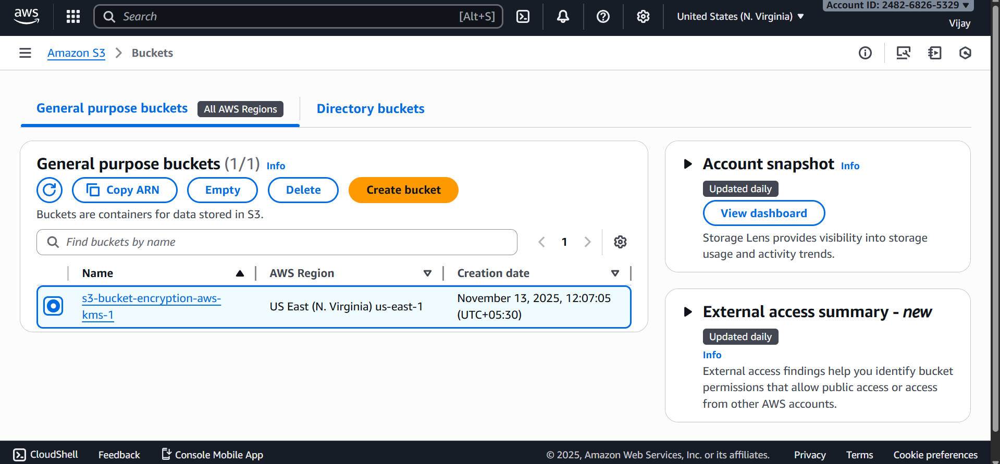 aws
Search [Alt+S]
United States (N. Virginia)
Account ID: 2482-6826-5329
Vijay
Amazon S3 > Buckets
General purpose buckets All AWS Regions
Directory buckets
General purpose buckets (1/1) Info
Copy ARN
Empty
Delete
Create bucket
Buckets are containers for data stored in S3.
Find buckets by name
1
Name
AWS Region
Creation date
s3-bucket-encryption-aws-
kms-1
US East (N. Virginia) us-east-1
November 13, 2025, 12:07:05
(UTC+05:30)
Account snapshot Info
Updated daily
View dashboard
Storage Lens provides visibility into storage
usage and activity trends.
External access summary - new
Updated daily
Info
External access findings help you identify bucket
permissions that allow public access or access
from other AWS accounts.
CloudShell
Feedback
Console Mobile App
© 2025, Amazon Web Services, Inc. or its affiliates.
Privacy
Terms
Cookie preferences